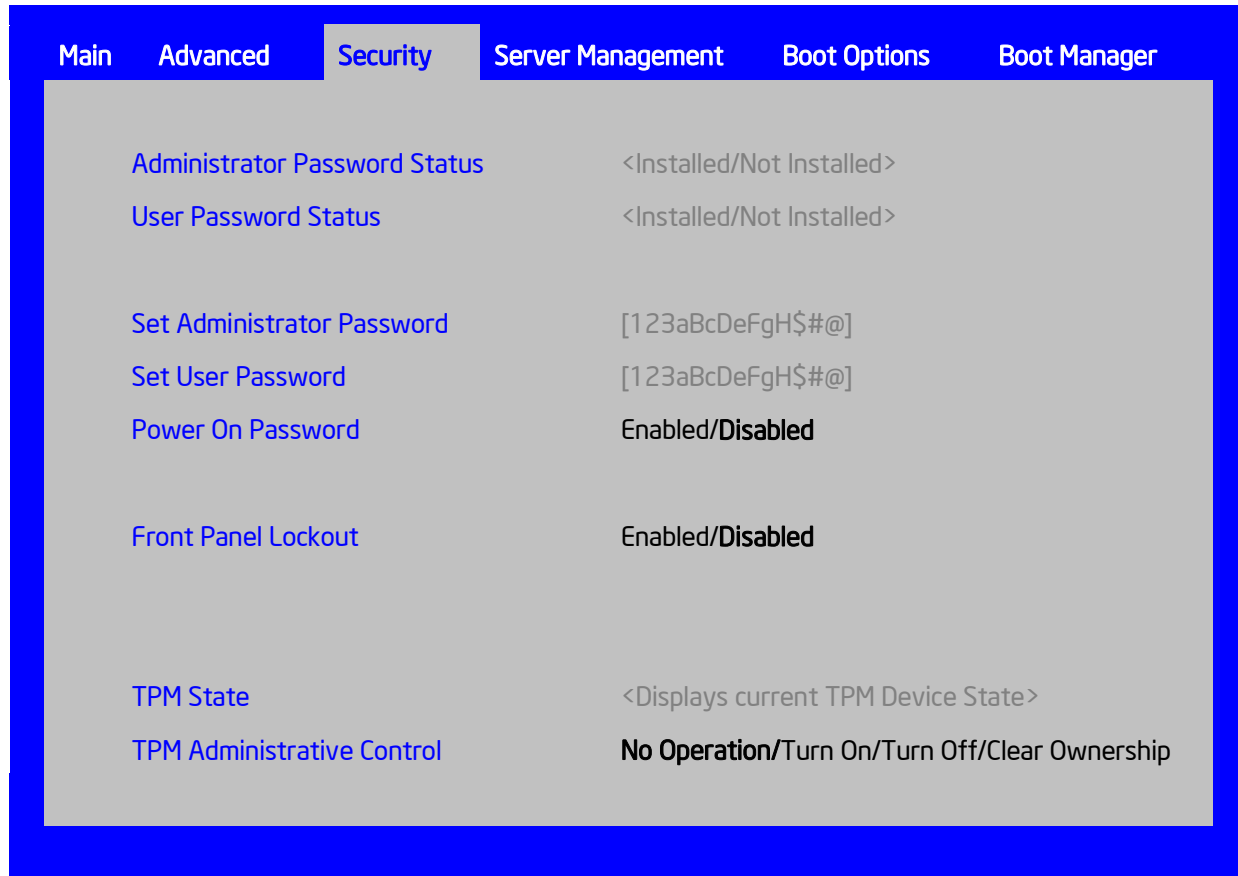 Main Advanced Security Server Management Boot Options Boot Manager
Administrator Password Status <Installed/Not Installed>
User Password Status <Installed/Not Installed>
Set Administrator Password [123aBcDeFgH$#@]
Set User Password [123aBcDeFgH$#@]
Power On Password Enabled/Disabled
Front Panel Lockout Enabled/Disabled
TPM State <Displays current TPM Device State>
TPM Administrative Control No Operation/Turn On/Turn Off/Clear Ownership